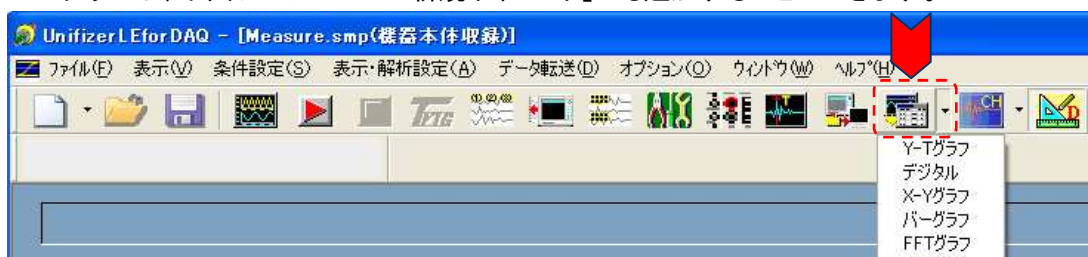 UnifizerLEforDAQ - [Measure.smp(機器本体収録)]
ファイル(F) 表示(V) 条件設定(S) 表示・解析設定(A) データ転送(D) オプション(O) ウィンドウ(W) ヘルプ(H)
TRIG
CH
D
Y-Tグラフ
デジタル
X-Yグラフ
バーグラフ
FFTグラフ